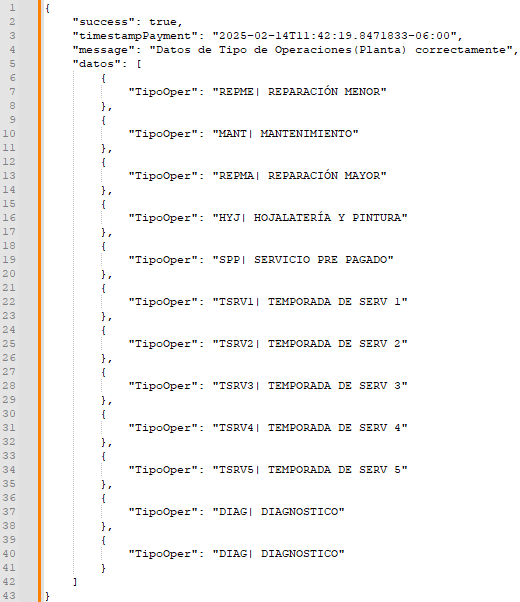 1 {
2     "success": true,
3     "timestampPayment": "2025-02-14T11:42:19.8471833-06:00",
4     "message": "Datos de Tipo de Operaciones(Planta) correctamente",
5     "datos": [
6         {
7             "TipoOper": "REPME| REPARACIÓN MENOR"
8         },
9         {
10             "TipoOper": "MANT| MANTENIMIENTO"
11         },
12         {
13             "TipoOper": "REPMA| REPARACIÓN MAYOR"
14         },
15         {
16             "TipoOper": "HYJ| HOJALATERÍA Y PINTURA"
17         },
18         {
19             "TipoOper": "SPP| SERVICIO PRE PAGADO"
20         },
21         {
22             "TipoOper": "TSRV1| TEMPORADA DE SERV 1"
23         },
24         {
25             "TipoOper": "TSRV2| TEMPORADA DE SERV 2"
26         },
27         {
28             "TipoOper": "TSRV3| TEMPORADA DE SERV 3"
29         },
30         {
31             "TipoOper": "TSRV4| TEMPORADA DE SERV 4"
32         },
33         {
34             "TipoOper": "TSRV5| TEMPORADA DE SERV 5"
35         },
36         {
37             "TipoOper": "DIAG| DIAGNOSTICO"
38         },
39         {
40             "TipoOper": "DIAG| DIAGNOSTICO"
41         }
42     ]
43 }